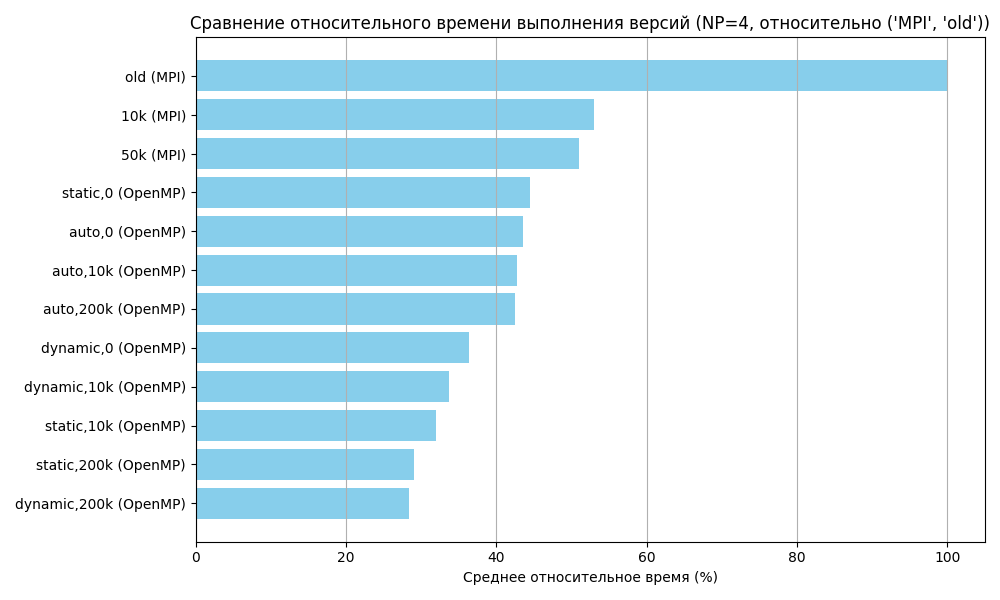 Сравнение относительного времени выполнения версий (NP=4, относительно ('MPI', 'old'))
old (MPI)
10k (MPI)
50k (MPI)
static,0 (OpenMP)
auto,0 (OpenMP)
auto,10k (OpenMP)
auto,200k (OpenMP)
dynamic,0 (OpenMP)
dynamic,10k (OpenMP)
static,10k (OpenMP)
static,200k (OpenMP)
dynamic,200k (OpenMP)
0 20 40 60 80 100
Среднее относительное время (%)